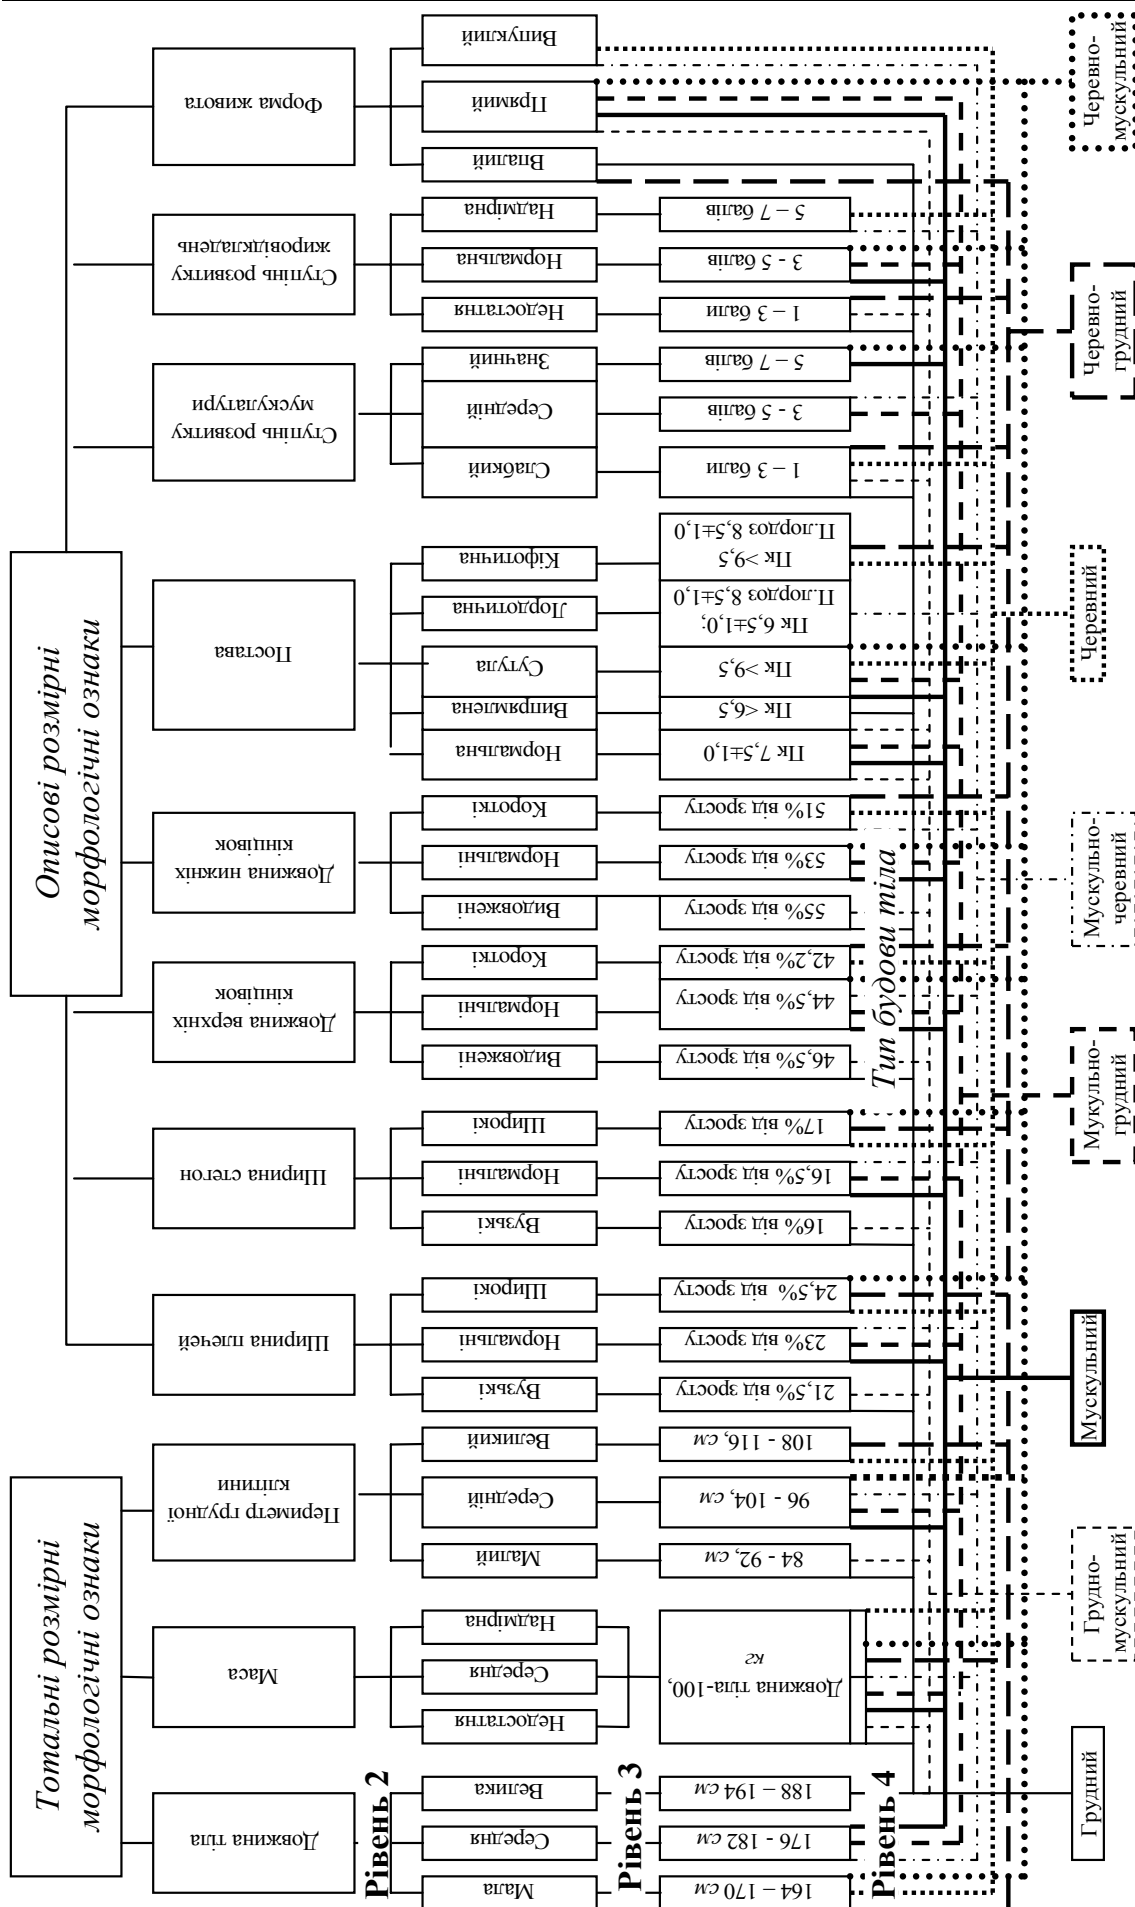 Тотальні розмірні
морфологічні ознаки
Описові розмірні
морфологічні ознаки
Довжина тіла
Маса
Периметр грудної
клітини
Ширина плечей
Ширина стегон
Довжина верхніх
кінцівок
Довжина нижніх
кінцівок
Постава
Ступінь розвитку
мускулатури
Ступінь розвитку
жировідкладень
Форма живота
Рівень 2
Мала
Середня
Велика
Недостатня
Середня
Надмірна
Малий
Середній
Великий
Вузькі
Нормальні
Широкі
Вузькі
Нормальні
Широкі
Видовжені
Нормальні
Короткі
Видовжені
Нормальні
Короткі
Нормальна
Випрямлена
Сутула
Лордотична
Кіфотична
Слабкий
Середній
Значний
Недостатня
Нормальна
Надмірна
Впалий
Прямий
Випуклий
Рівень 3
164 – 170 см
176 - 182 см
188 – 194 см
Довжина тіла-100,
кг
84 - 92, см
96 - 104, см
108 - 116, см
21,5% від зросту
23% від зросту
24,5% від зросту
16% від зросту
16,5% від зросту
17% від зросту
46,5% від зросту
44,5% від зросту
42,2% від зросту
55% від зросту
53% від зросту
51% від зросту
Пк 7,5±1,0
Пк <6,5
Пк >9,5
Пк 6,5±1,0;
П.лордоз 8,5±1,0
Пк >9,5
П.лордоз 8,5±1,0
1 – 3 бали
3 - 5 балів
5 – 7 балів
1 – 3 бали
3 - 5 балів
5 – 7 балів
Рівень 4
Тип будови тіла
Грудний
Грудно-
мускульний
Мускульний
Мукульно-
грудний
Мускульно-
черевний
Черевний
Черевно-
грудний
Черевно-
мускульний